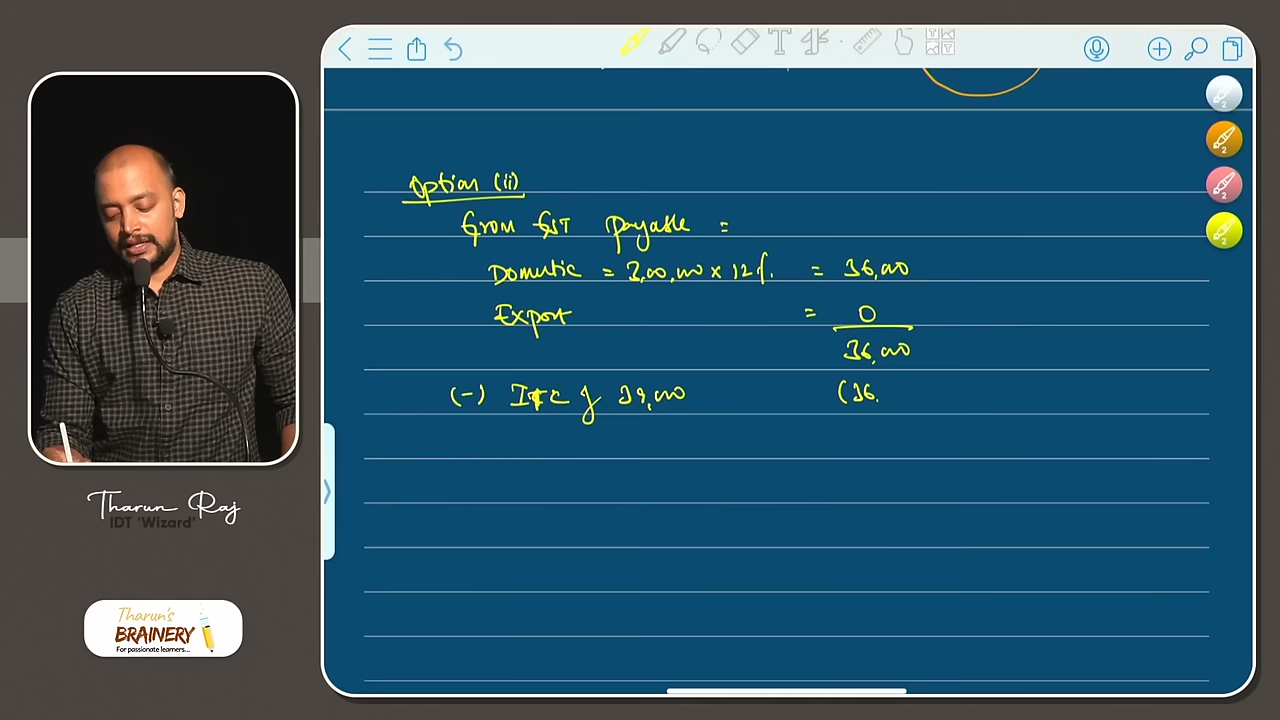 Option (ii)
Gross GST payable =
Domestic = 3,00,000 x 12%. = 36,000
Export = 0
36,000
(-) ITC of 39,000 (36,
Tharun Raj
IDT 'Wizard'
Tharun's
BRAINERY
For passionate learners...